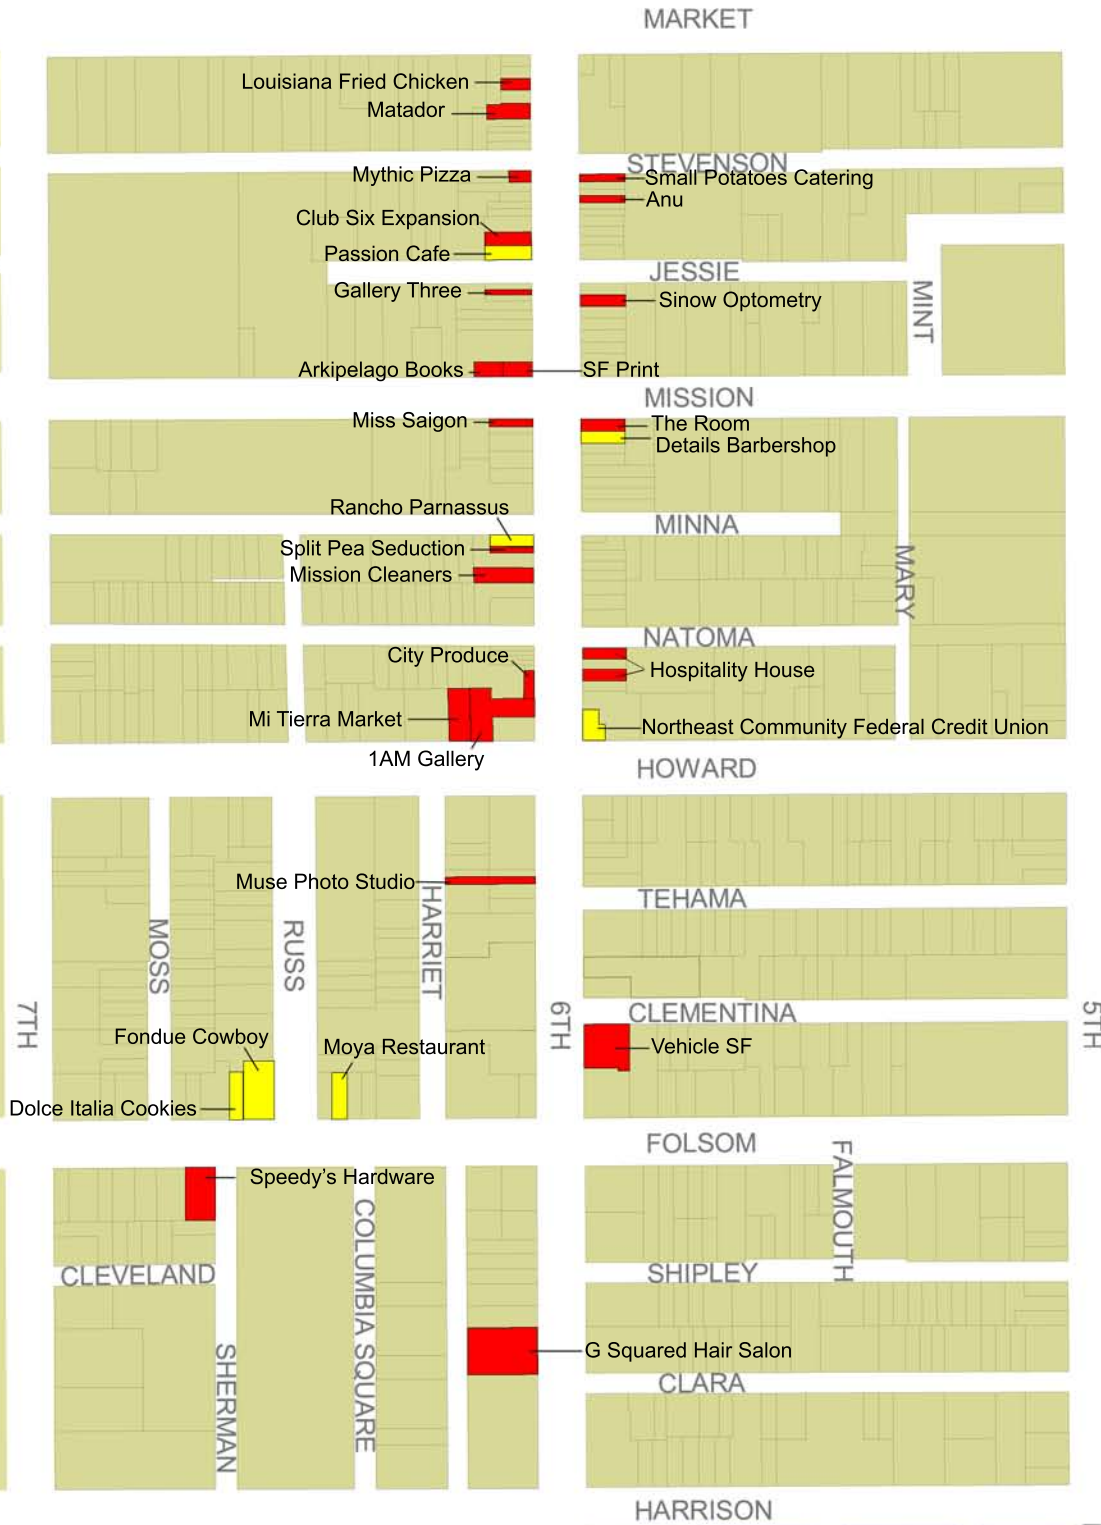 MARKET
Louisiana Fried Chicken
Matador
STEVENSON
Mythic Pizza
Small Potatoes Catering
Anu
Club Six Expansion
Passion Cafe
JESSIE
Gallery Three
Sinow Optometry
MINT
Arkipelago Books
SF Print
MISSION
Miss Saigon
The Room
Details Barbershop
Rancho Parnassus
MINNA
Split Pea Seduction
Mission Cleaners
MARY
NATOMA
City Produce
Hospitality House
Mi Tierra Market
Northeast Community Federal Credit Union
1AM Gallery
HOWARD
Muse Photo Studio
HARRIET
TEHAMA
MOSS
RUSS
7TH
6TH
5TH
CLEMENTINA
Fondue Cowboy
Moya Restaurant
Vehicle SF
Dolce Italia Cookies
FOLSOM
Speedy's Hardware
FALMOUTH
COLUMBIA SQUARE
CLEVELAND
SHIPLEY
SHERMAN
G Squared Hair Salon
CLARA
HARRISON